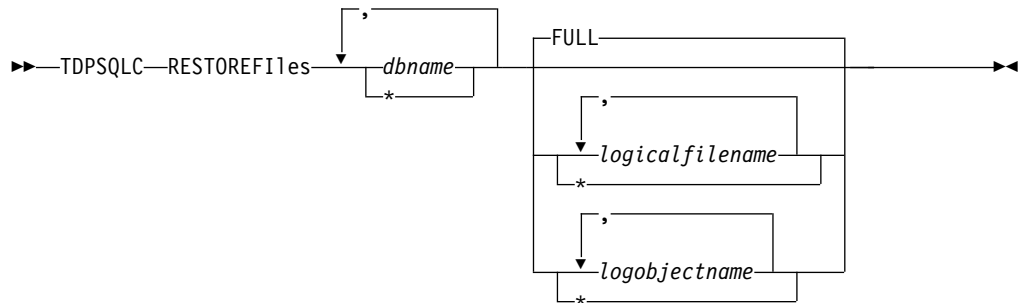 ,
FULL
TDPSQLC RESTOREFIles dbname
*
,
logicalfilename
*
,
logobjectname
*